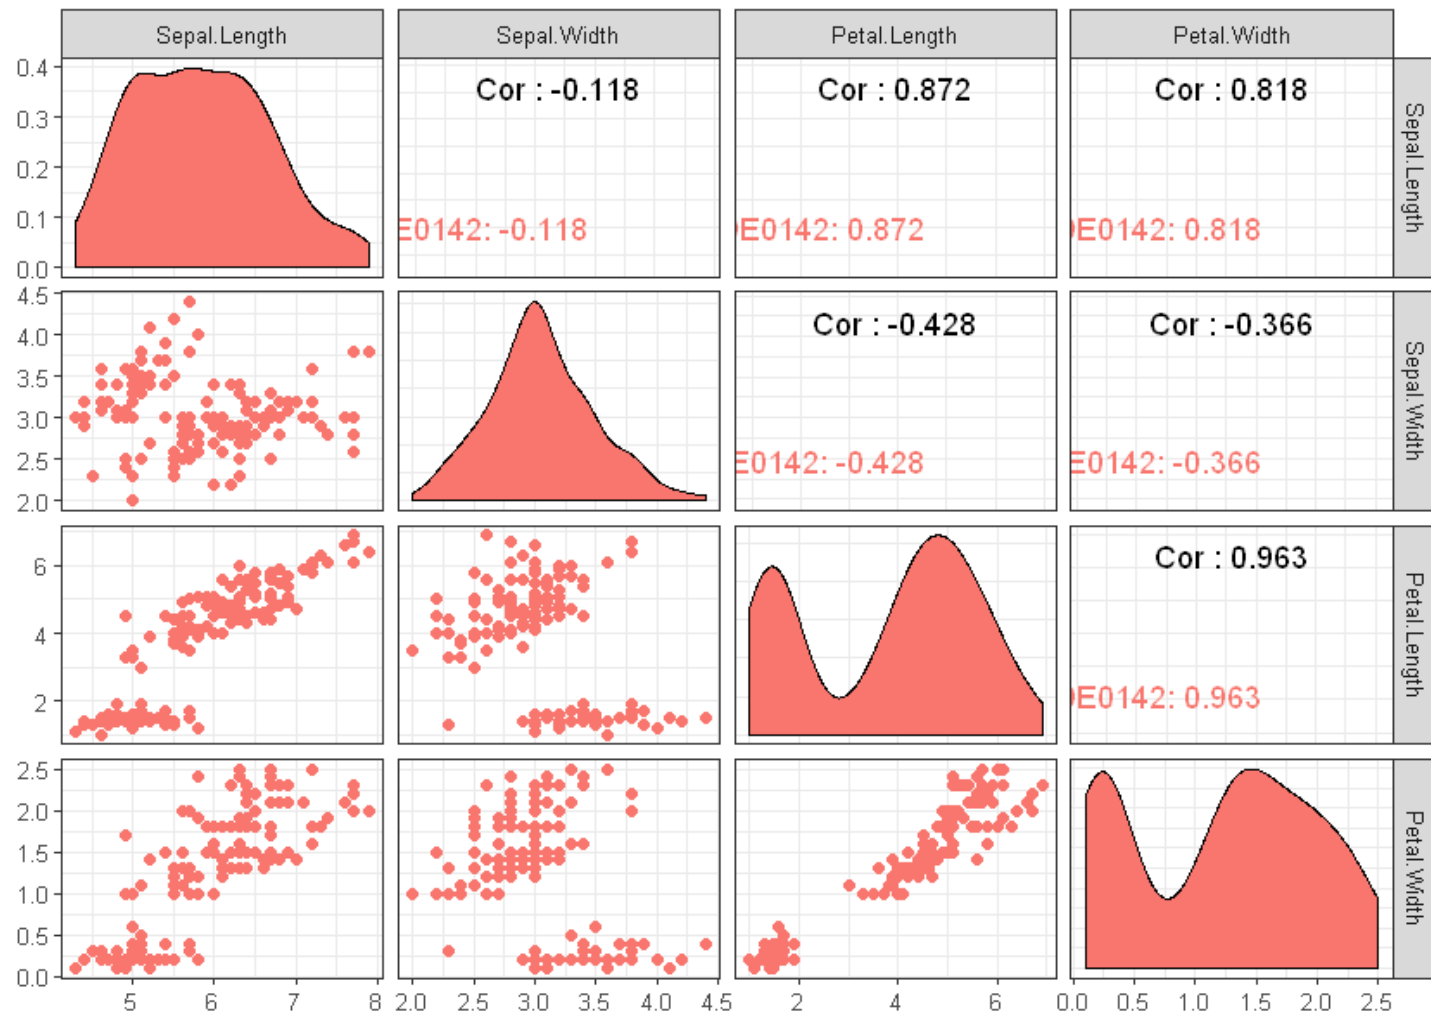 Sepal.Length Sepal.Width Petal.Length Petal.Width
0.4
0.3
0.2
0.1
0.0
Cor : -0.118
E0142: -0.118
Cor : 0.872
E0142: 0.872
Cor : 0.818
E0142: 0.818
Sepal.Length
4.5
4.0
3.5
3.0
2.5
2.0
Cor : -0.428
E0142: -0.428
Cor : -0.366
E0142: -0.366
Sepal.Width
6
4
2
Cor : 0.963
E0142: 0.963
Petal.Length
2.5
2.0
1.5
1.0
0.5
0.0
Petal.Width
5 6 7 8
2.0 2.5 3.0 3.5 4.0 4.5
2 4 6
0.0 0.5 1.0 1.5 2.0 2.5